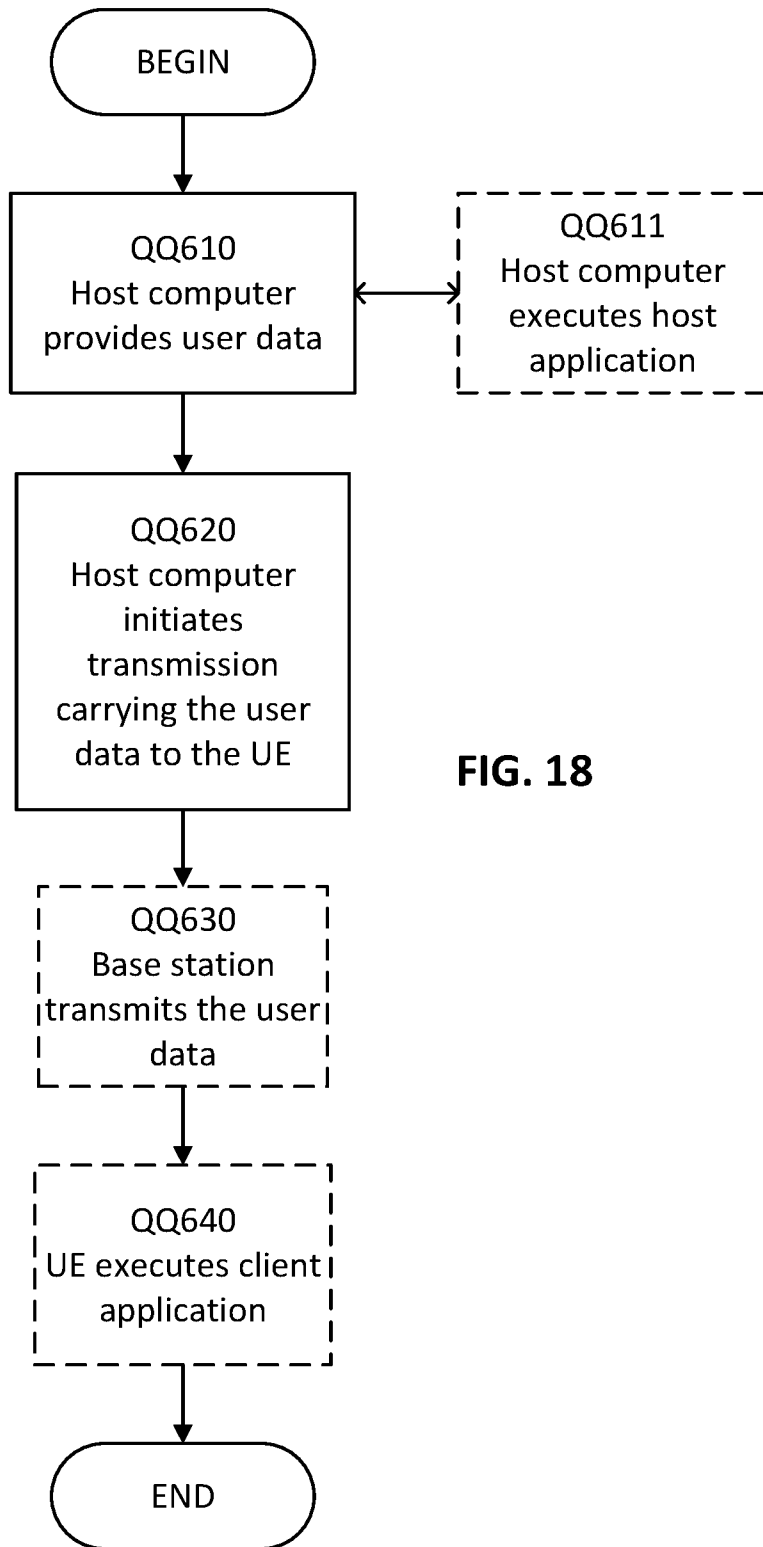 BEGIN
QQ610
Host computer
provides user data
QQ611
Host computer
executes host
application
QQ620
Host computer
initiates
transmission
carrying the user
data to the UE
FIG. 18
QQ630
Base station
transmits the user
data
QQ640
UE executes client
application
END